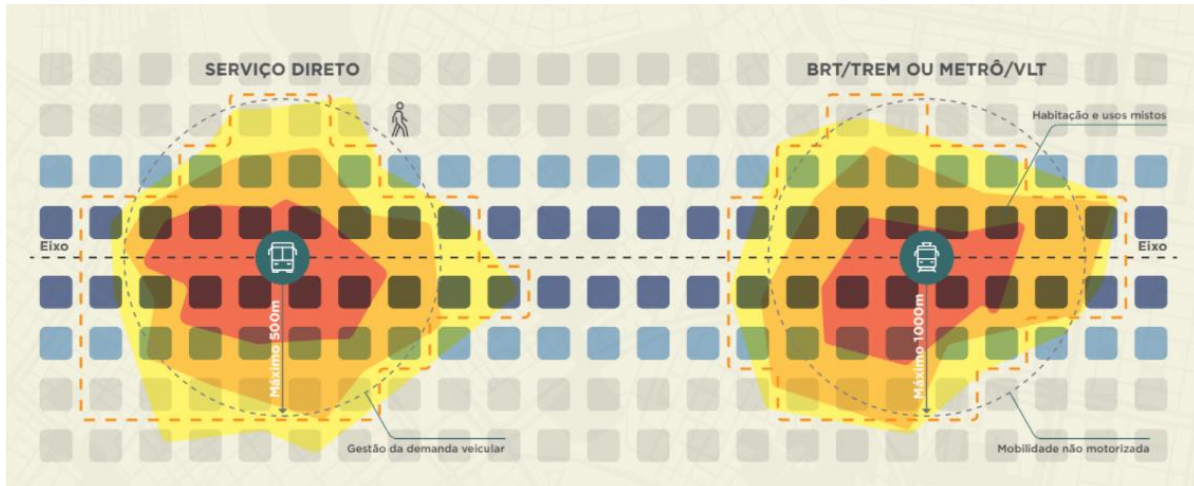 SERVIÇO DIRETO
BRT/TREM OU METRÔ/VLT
Habitação e usos mistos
Eixo
Eixo
Máximo 500m
Máximo 1000m
Gestão da demanda veicular
Mobilidade não motorizada